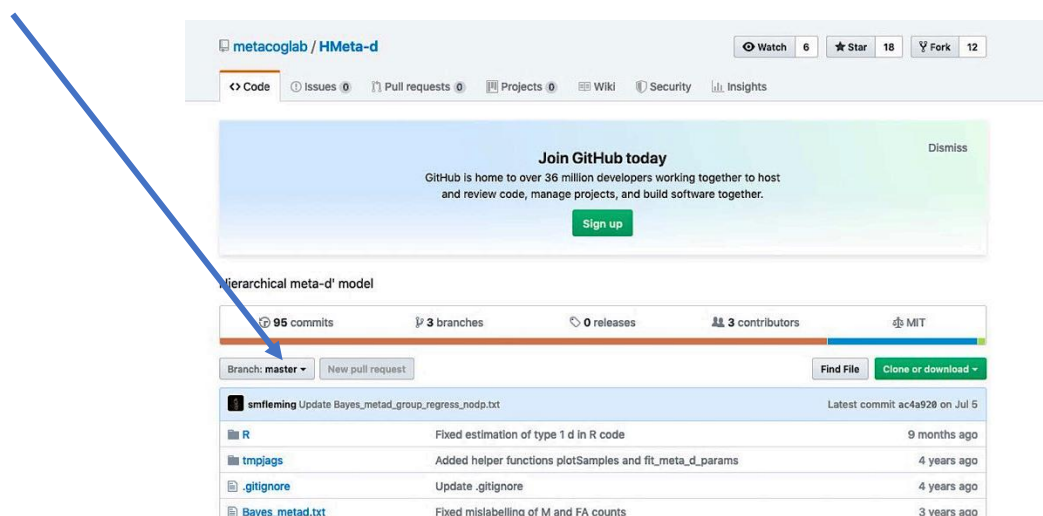 metacoglab / HMeta-d
Watch 6 Star 18 Fork 12
Code Issues 0 Pull requests 0 Projects 0 Wiki Security Insights
Dismiss
Join GitHub today
GitHub is home to over 36 million developers working together to host
and review code, manage projects, and build software together.
Sign up
Hierarchical meta-d' model
95 commits 3 branches 0 releases 3 contributors MIT
Branch: master New pull request Find File Clone or download
smfleming Update Bayes_metad_group_regress_nodp.txt Latest commit ac4a920 on Jul 5
R Fixed estimation of type 1 d in R code 9 months ago
tmpjags Added helper functions plotSamples and fit_meta_d_params 4 years ago
.gitignore Update .gitignore 4 years ago
Bayes_metad.txt Fixed mislabelling of M and FA counts 3 years ago